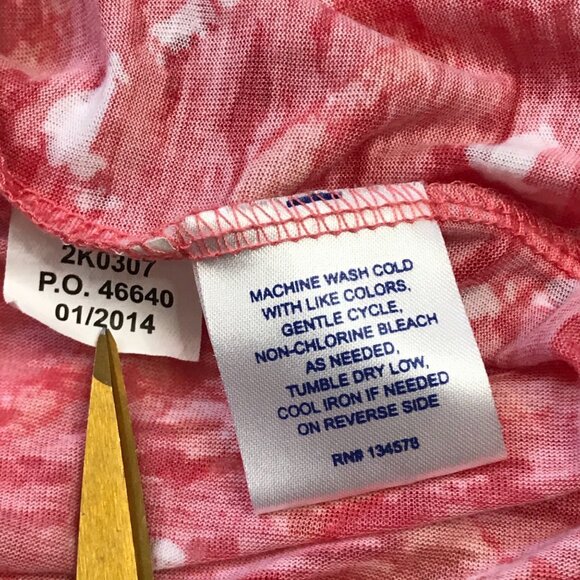 2K0307
P.O. 46640
01/2014
MACHINE WASH COLD
WITH LIKE COLORS,
GENTLE CYCLE,
NON-CHLORINE BLEACH
AS NEEDED,
TUMBLE DRY LOW,
COOL IRON IF NEEDED
ON REVERSE SIDE
RN# 134578